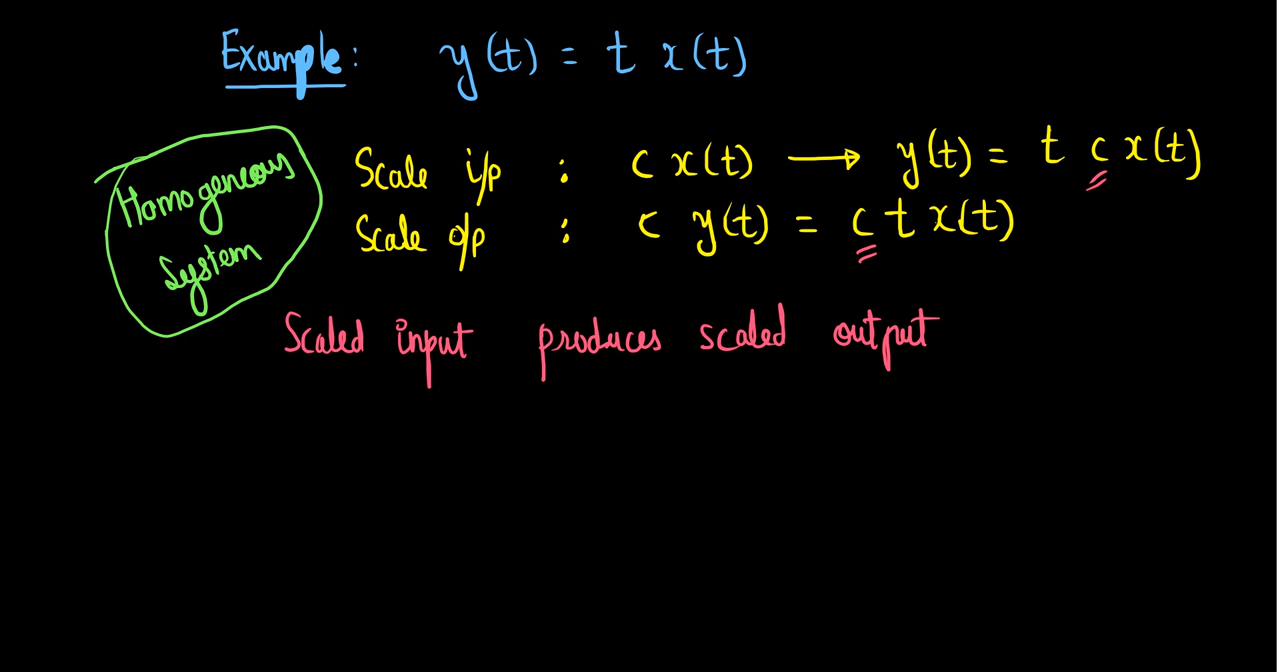 Example: y(t) = t x(t)
Homogeneous
System
Scale i/p : c x(t) ⟶ y(t) = t c x(t)
Scale o/p : c y(t) = c t x(t)
Scaled input produces scaled output